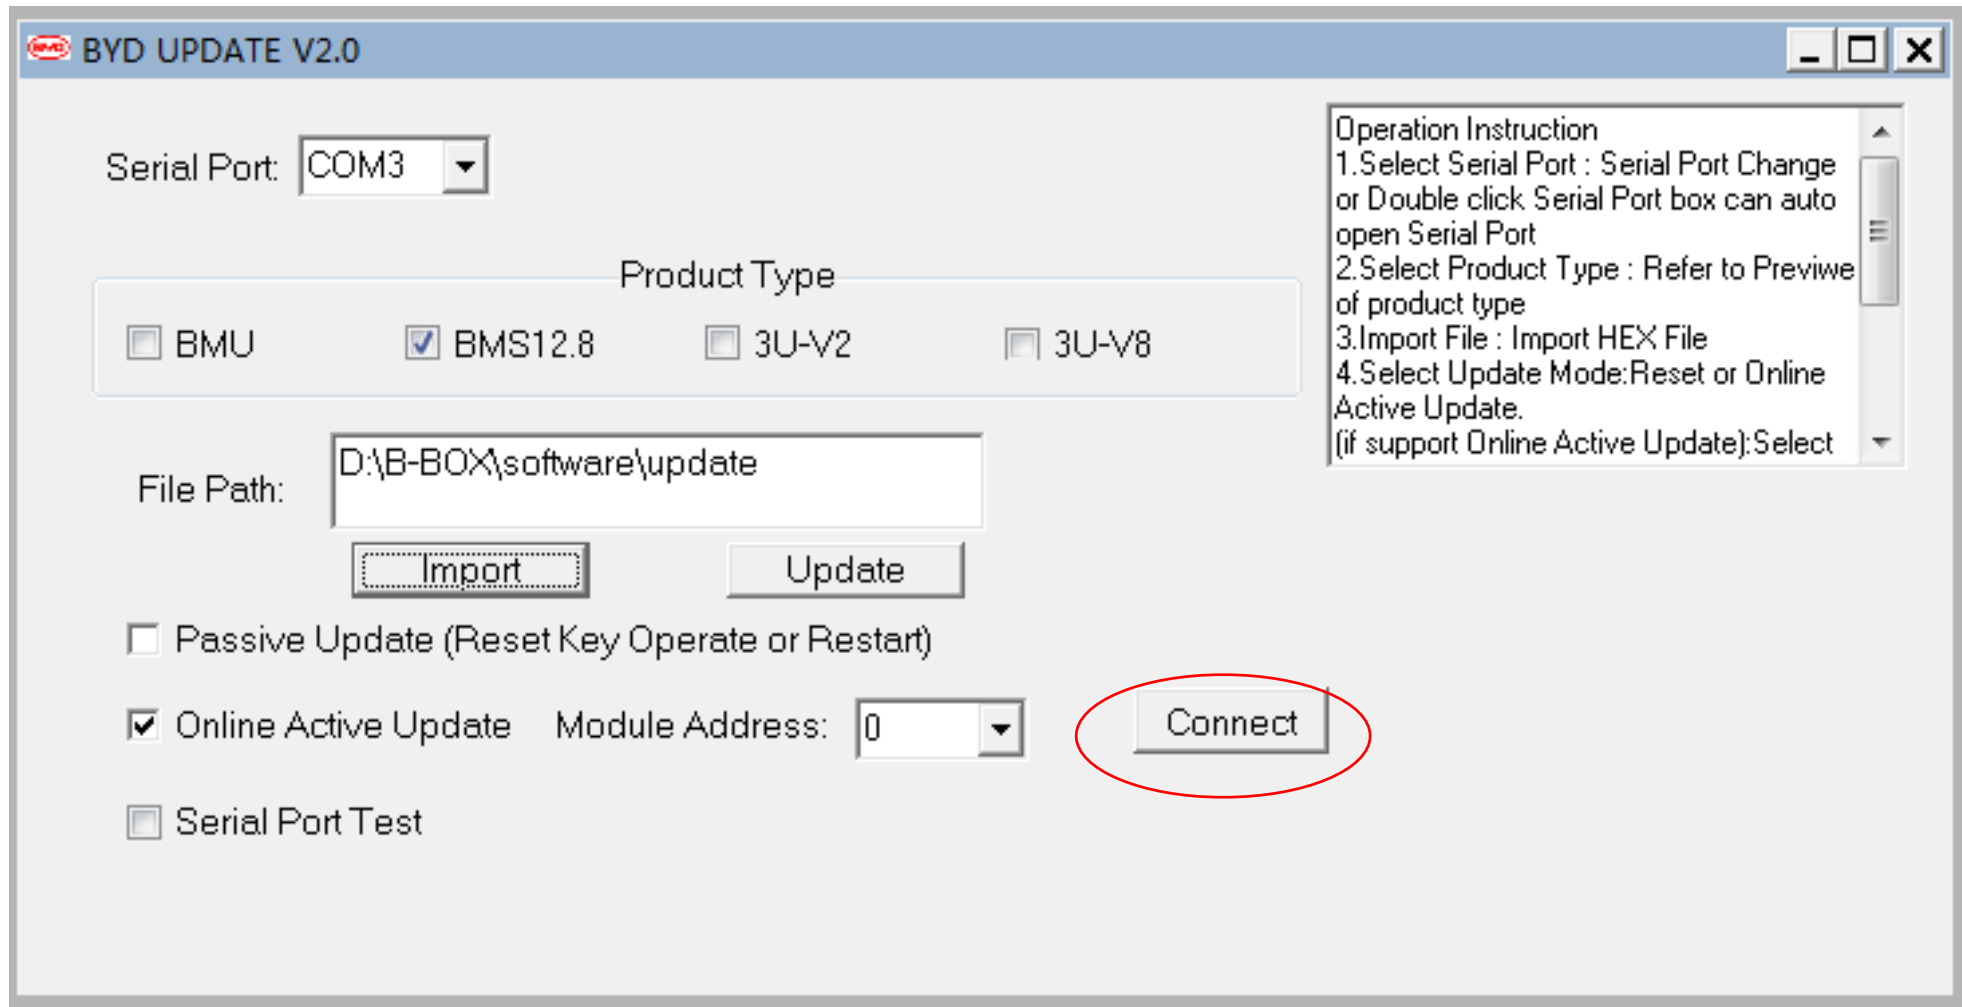 BYD BYD UPDATE V2.0
Serial Port: COM3
Product Type
BMU BMS12.8 3U-V2 3U-V8
File Path: D:\B-BOX\software\update
Import Update
Passive Update (Reset Key Operate or Restart)
Online Active Update Module Address: 0 Connect
Serial Port Test
Operation Instruction
1.Select Serial Port : Serial Port Change
or Double click Serial Port box can auto
open Serial Port
2.Select Product Type : Refer to Previwe
of product type
3.Import File : Import HEX File
4.Select Update Mode:Reset or Online
Active Update.
(if support Online Active Update):Select